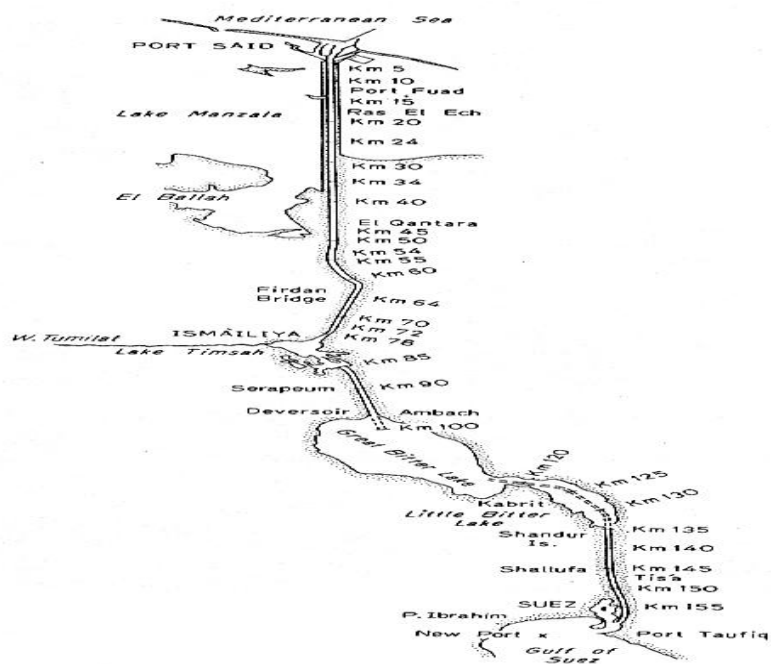 Mediterranean Sea
PORT SAID
Km 5
Km 10
Port Fuad
Km 15
Lake Manzala
Ras El Ech
Km 20
Km 24
Km 30
Km 34
El Ballah
Km 40
El Qantara
Km 45
Km 50
Km 54
Km 55
Km 60
Firdan
Bridge
Km 64
Km 70
ISMÂILIYA
Km 72
W. Tumilat
Km 78
Lake Timsah
Km 85
Serapeum
Km 90
Deversoir
Ambach
Km 100
Great Bitter Lake
Km 120
Km 125
Km 130
Kabrit
Little Bitter
Lake
Shandur
Is.
Km 135
Km 140
Shallufa
Km 145
Tisa
Km 150
SUEZ
Km 155
P. Ibrahim
New Port x
Port Taufiq
Gulf of
Suez